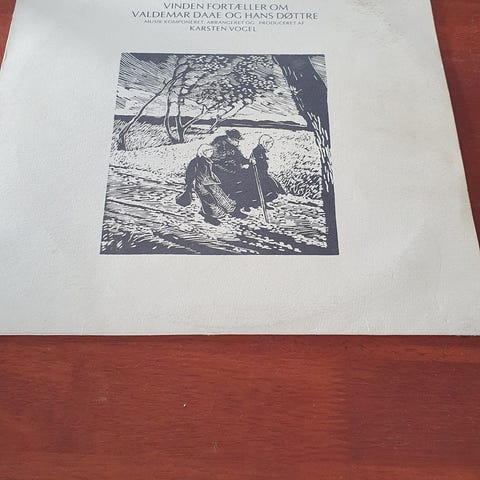 VINDEN FORTÆLLER OM
VALDEMAR DAAE OG HANS DØTTRE
MUSIK KOMPONERET, ARRANGERET OG PRODUCERET AF
KARSTEN VOGEL